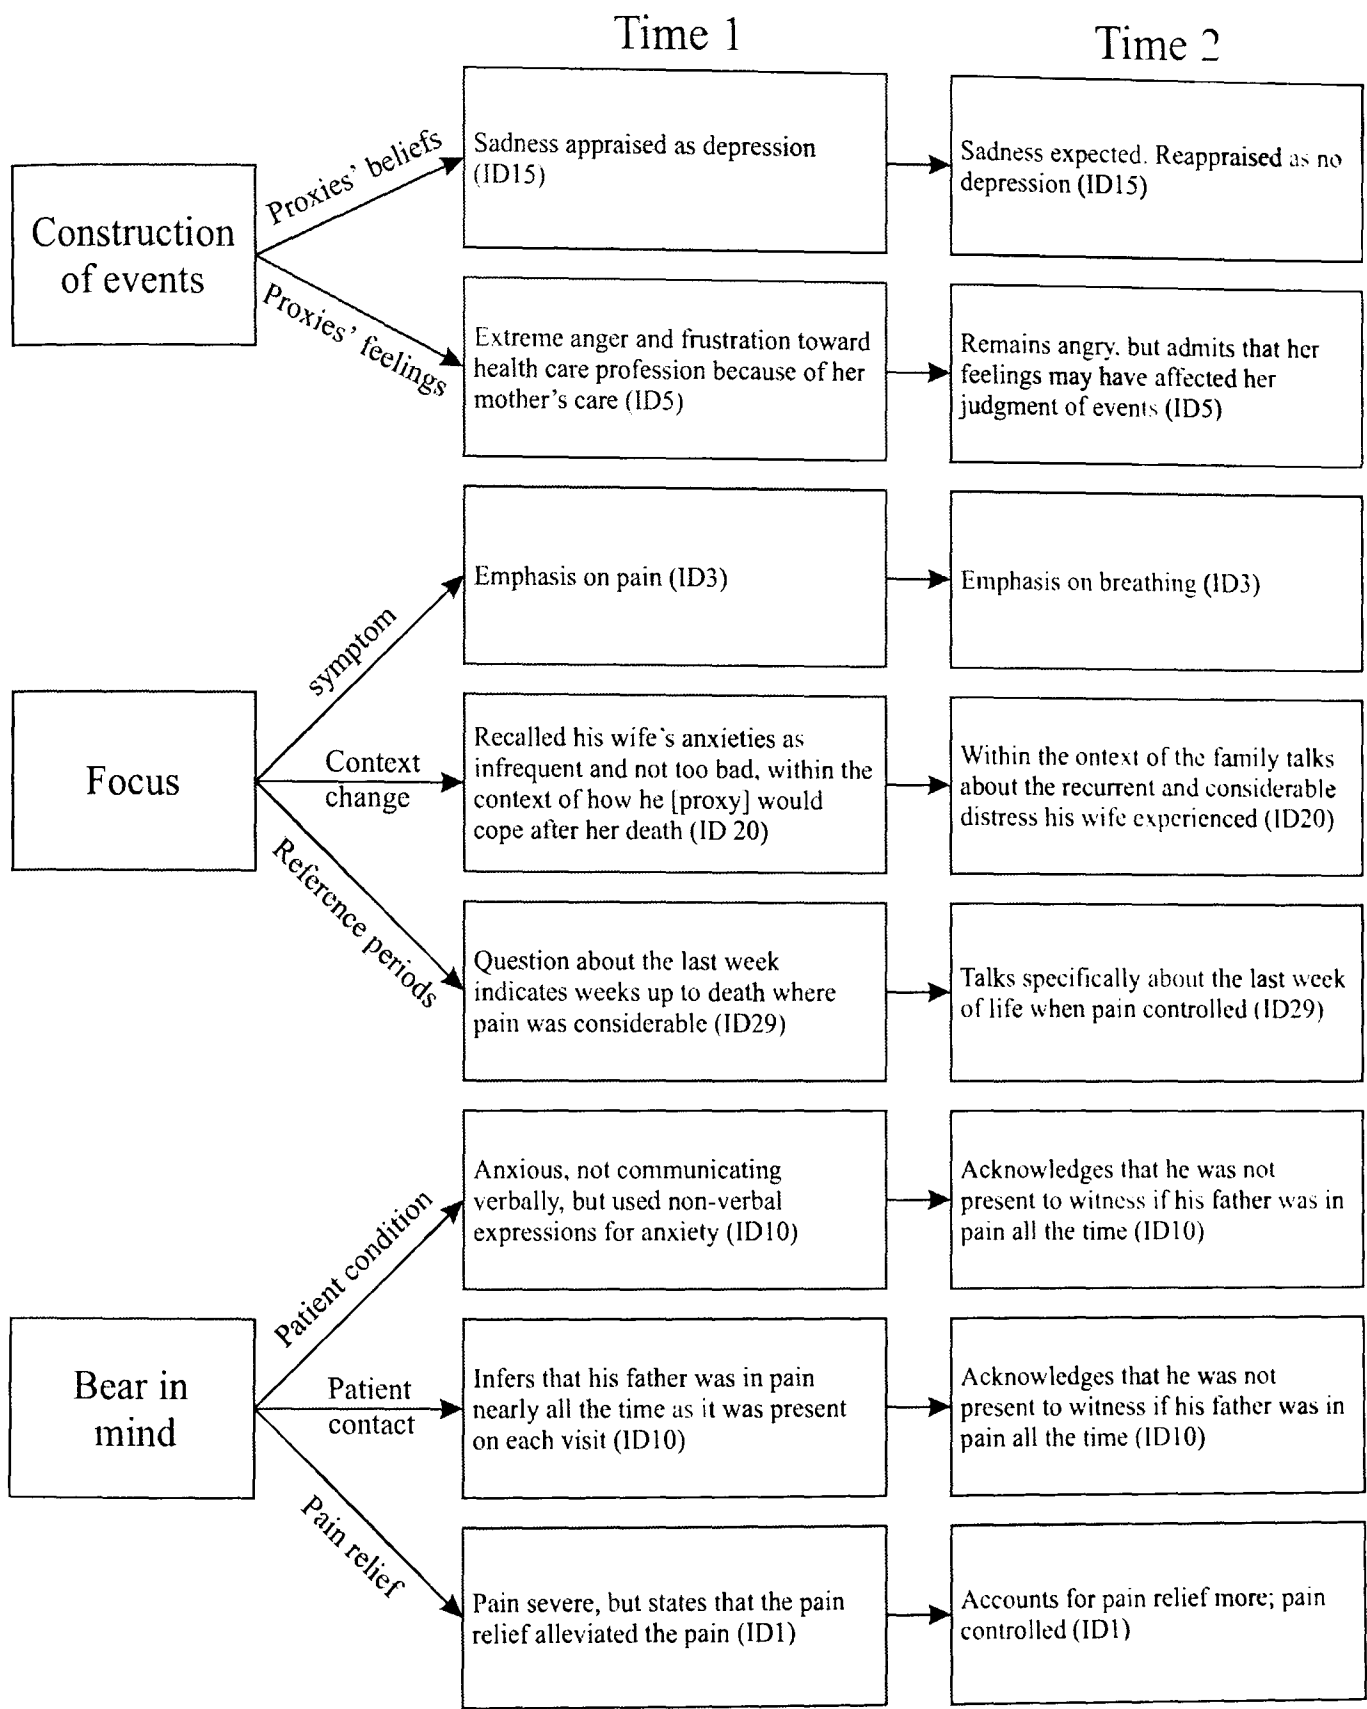 Time 1
Time 2
Construction
of events
Proxies' beliefs
Sadness appraised as depression
(ID15)
Sadness expected. Reappraised as no
depression (ID15)
Proxies' feelings
Extreme anger and frustration toward
health care profession because of her
mother's care (ID5)
Remains angry, but admits that her
feelings may have affected her
judgment of events (ID5)
Focus
symptom
Emphasis on pain (ID3)
Emphasis on breathing (ID3)
Context
change
Recalled his wife's anxieties as
infrequent and not too bad, within the
context of how he [proxy] would
cope after her death (ID 20)
Within the ontext of the family talks
about the recurrent and considerable
distress his wife experienced (ID20)
Reference periods
Question about the last week
indicates weeks up to death where
pain was considerable (ID29)
Talks specifically about the last week
of life when pain controlled (ID29)
Bear in
mind
Patient condition
Anxious, not communicating
verbally, but used non-verbal
expressions for anxiety (ID10)
Acknowledges that he was not
present to witness if his father was in
pain all the time (ID10)
Patient
contact
Infers that his father was in pain
nearly all the time as it was present
on each visit (ID10)
Acknowledges that he was not
present to witness if his father was in
pain all the time (ID10)
Pain relief
Pain severe, but states that the pain
relief alleviated the pain (ID1)
Accounts for pain relief more; pain
controlled (ID1)